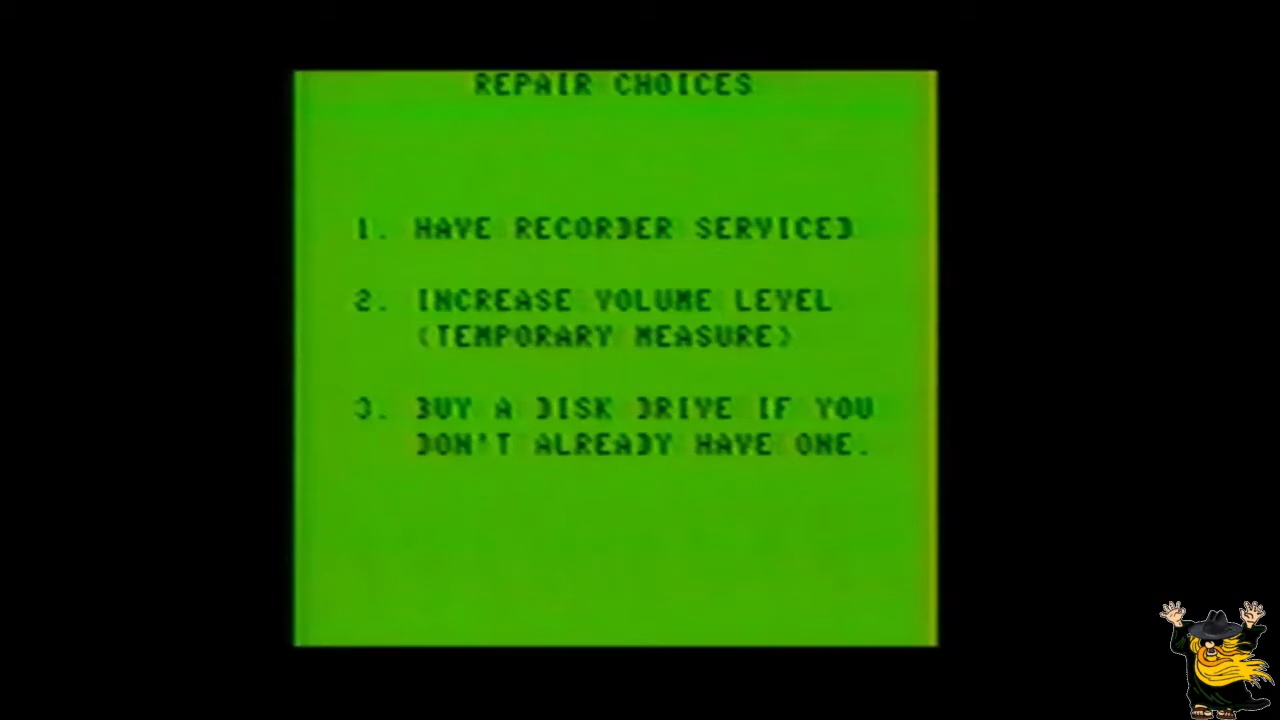 REPAIR CHOICES
1. HAVE RECORDER SERVICED
2. INCREASE VOLUME LEVEL
(TEMPORARY MEASURE)
3. BUY A DISK DRIVE IF YOU
DON'T ALREADY HAVE ONE.